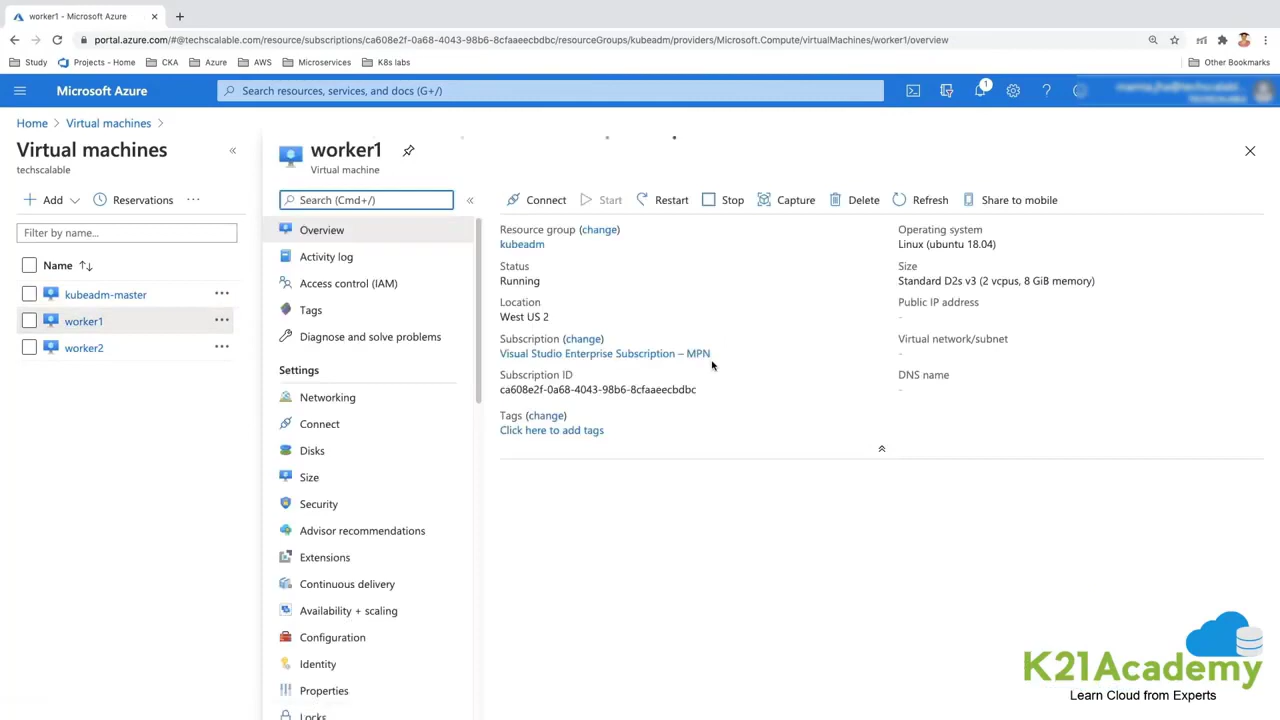 worker1 - Microsoft Azure
portal.azure.com/#@techscalable.com/resource/subscriptions/ca608e2f-0a68-4043-98b6-8cfaaeecbdbc/resourceGroups/kubeadm/providers/Microsoft.Compute/virtualMachines/worker1/overview
Study Projects - Home CKA Azure AWS Microservices K8s labs Other Bookmarks
Microsoft Azure Search resources, services, and docs (G+/) 1
Home > Virtual machines >
Virtual machines
techscalable
Add Reservations ...
Filter by name...
Name
kubeadm-master ...
worker1 ...
worker2 ...
worker1
Virtual machine
Search (Cmd+/)
Overview
Activity log
Access control (IAM)
Tags
Diagnose and solve problems
Settings
Networking
Connect
Disks
Size
Security
Advisor recommendations
Extensions
Continuous delivery
Availability + scaling
Configuration
Identity
Properties
Locks
Connect Start Restart Stop Capture Delete Refresh Share to mobile
Resource group (change)
kubeadm
Status
Running
Location
West US 2
Subscription (change)
Visual Studio Enterprise Subscription – MPN
Subscription ID
ca608e2f-0a68-4043-98b6-8cfaaeecbdbc
Tags (change)
Click here to add tags
Operating system
Linux (ubuntu 18.04)
Size
Standard D2s v3 (2 vcpus, 8 GiB memory)
Public IP address
-
Virtual network/subnet
-
DNS name
-
K21Academy
Learn Cloud from Experts